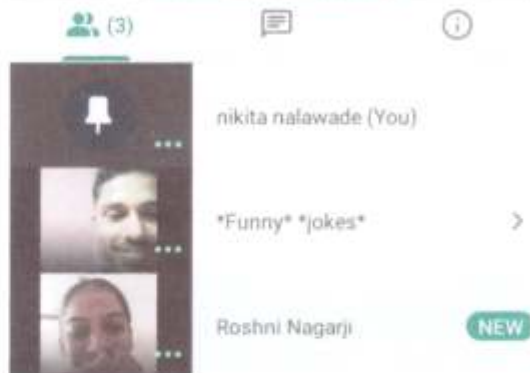 (3)
nikita nalawade (You)
*Funny* *jokes*
Roshni Nagarji
NEW